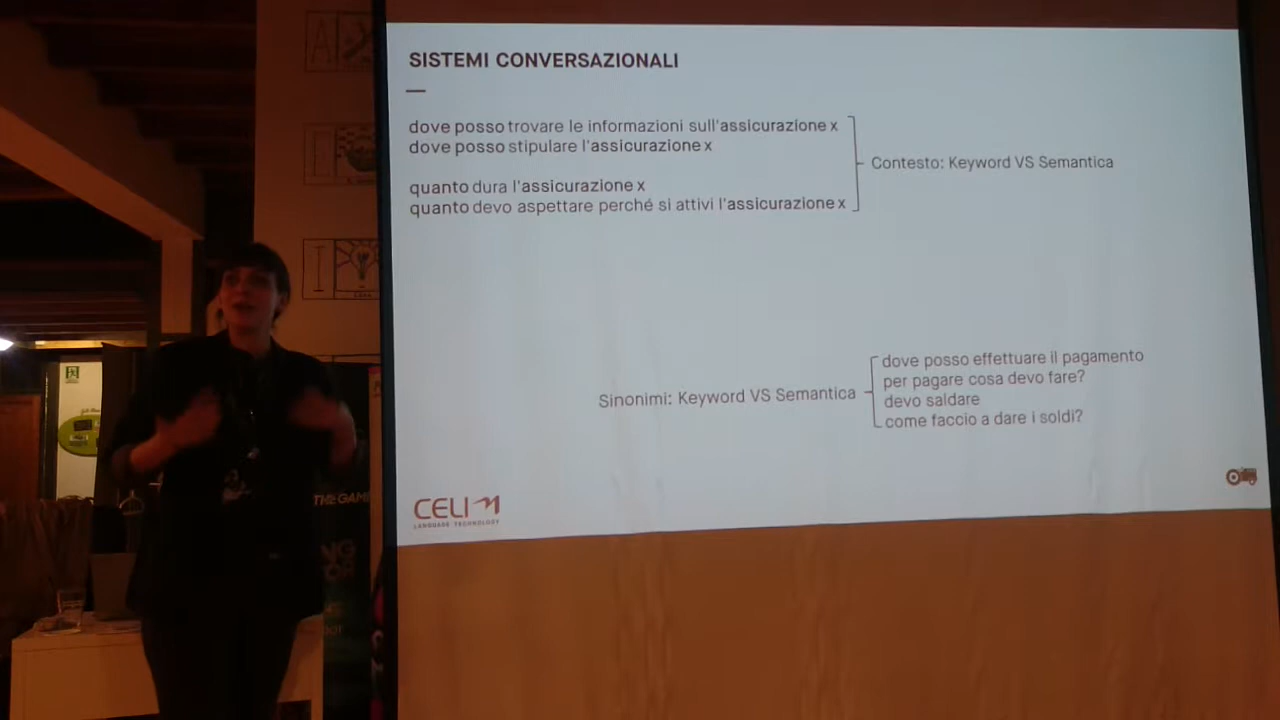 SISTEMI CONVERSAZIONALI
dove posso trovare le informazioni sull'assicurazione x
dove posso stipulare l'assicurazione x
quanto dura l'assicurazione x
quanto devo aspettare perché si attivi l'assicurazione x
Contesto: Keyword VS Semantica
Sinonimi: Keyword VS Semantica
dove posso effettuare il pagamento
per pagare cosa devo fare?
devo saldare
come faccio a dare i soldi?
CELI
LANGUAGE TECHNOLOGY
THE GAM